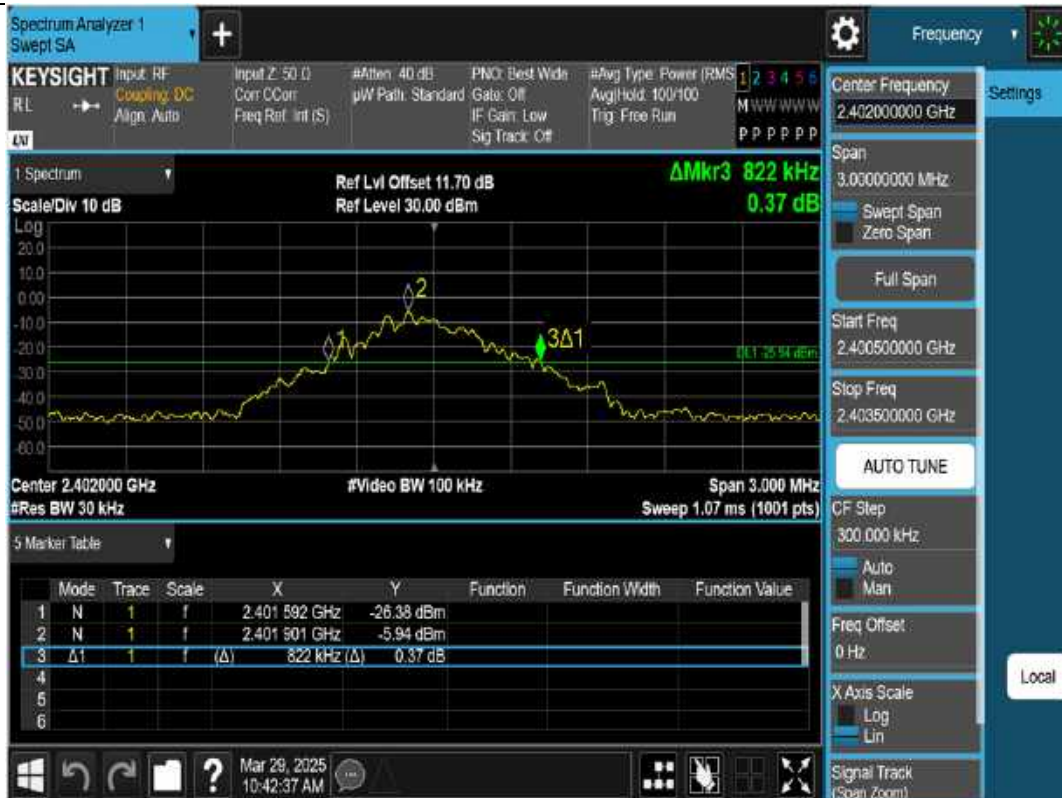 Spectrum Analyzer 1
Swept SA
Frequency
KEYSIGHT
RL
LXI
Input: RF
Coupling: DC
Align: Auto
Input Z: 50 Ω
Corr CCorr
Freq Ref: Int (S)
#Atten: 40 dB
µW Path: Standard
PNO: Best Wide
Gate: Off
IF Gain: Low
Sig Track: Off
#Avg Type: Power (RMS
Avg|Hold: 100/100
Trig: Free Run
1 2 3 4 5 6
M W W W W W
P P P P P P
1 Spectrum
Scale/Div 10 dB
Ref Lvl Offset 11.70 dB
Ref Level 30.00 dBm
ΔMkr3 822 kHz
0.37 dB
Log
20.0
10.0
0.00
-10.0
-20.0
-30.0
-40.0
-50.0
-60.0
1
2
3Δ1
DL1 -25.94 dBm
Center 2.402000 GHz
#Res BW 30 kHz
#Video BW 100 kHz
Span 3.000 MHz
Sweep 1.07 ms (1001 pts)
5 Marker Table
Mode Trace Scale X Y Function Function Width Function Value
1 N 1 f 2.401 592 GHz -26.38 dBm
2 N 1 f 2.401 901 GHz -5.94 dBm
3 Δ1 1 f (Δ) 822 kHz (Δ) 0.37 dB
4
5
6
?
Mar 29, 2025
10:42:37 AM
Center Frequency
2.402000000 GHz
Span
3.00000000 MHz
Swept Span
Zero Span
Full Span
Start Freq
2.400500000 GHz
Stop Freq
2.403500000 GHz
AUTO TUNE
CF Step
300.000 kHz
Auto
Man
Freq Offset
0 Hz
X Axis Scale
Log
Lin
Signal Track
(Span Zoom)
Settings
Local